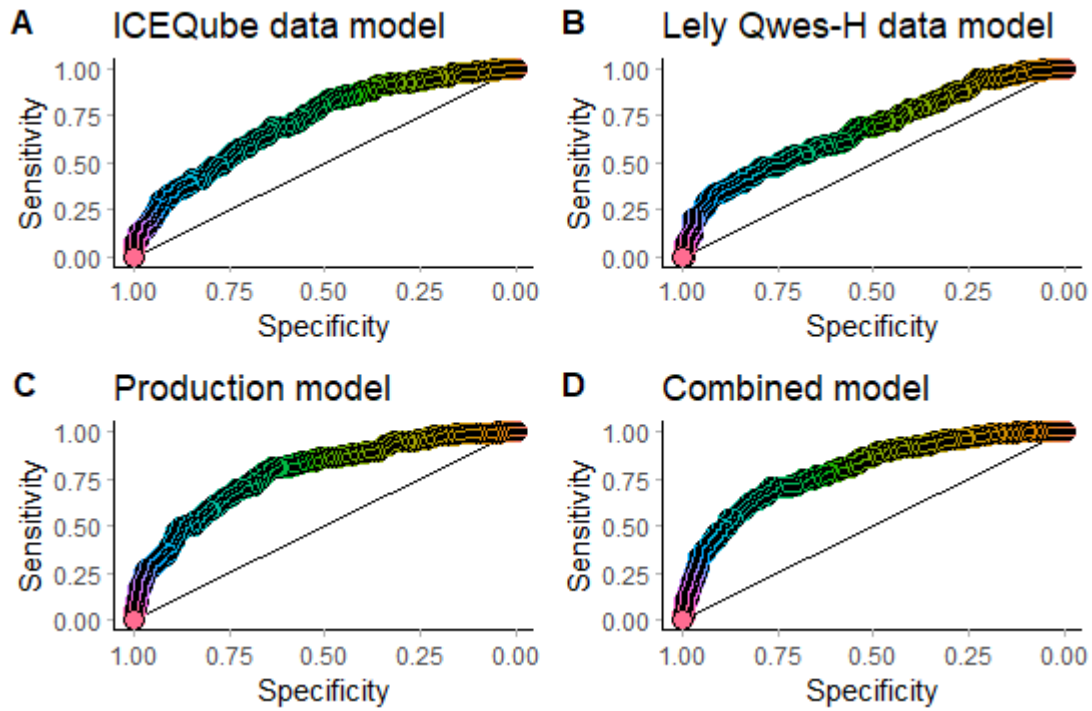 A ICEQube data model
1.00
0.75
0.50
0.25
0.00
Sensitivity
1.00 0.75 0.50 0.25 0.00
Specificity
B Lely Qwes-H data model
1.00
0.75
0.50
0.25
0.00
Sensitivity
1.00 0.75 0.50 0.25 0.00
Specificity
C Production model
1.00
0.75
0.50
0.25
0.00
Sensitivity
1.00 0.75 0.50 0.25 0.00
Specificity
D Combined model
1.00
0.75
0.50
0.25
0.00
Sensitivity
1.00 0.75 0.50 0.25 0.00
Specificity